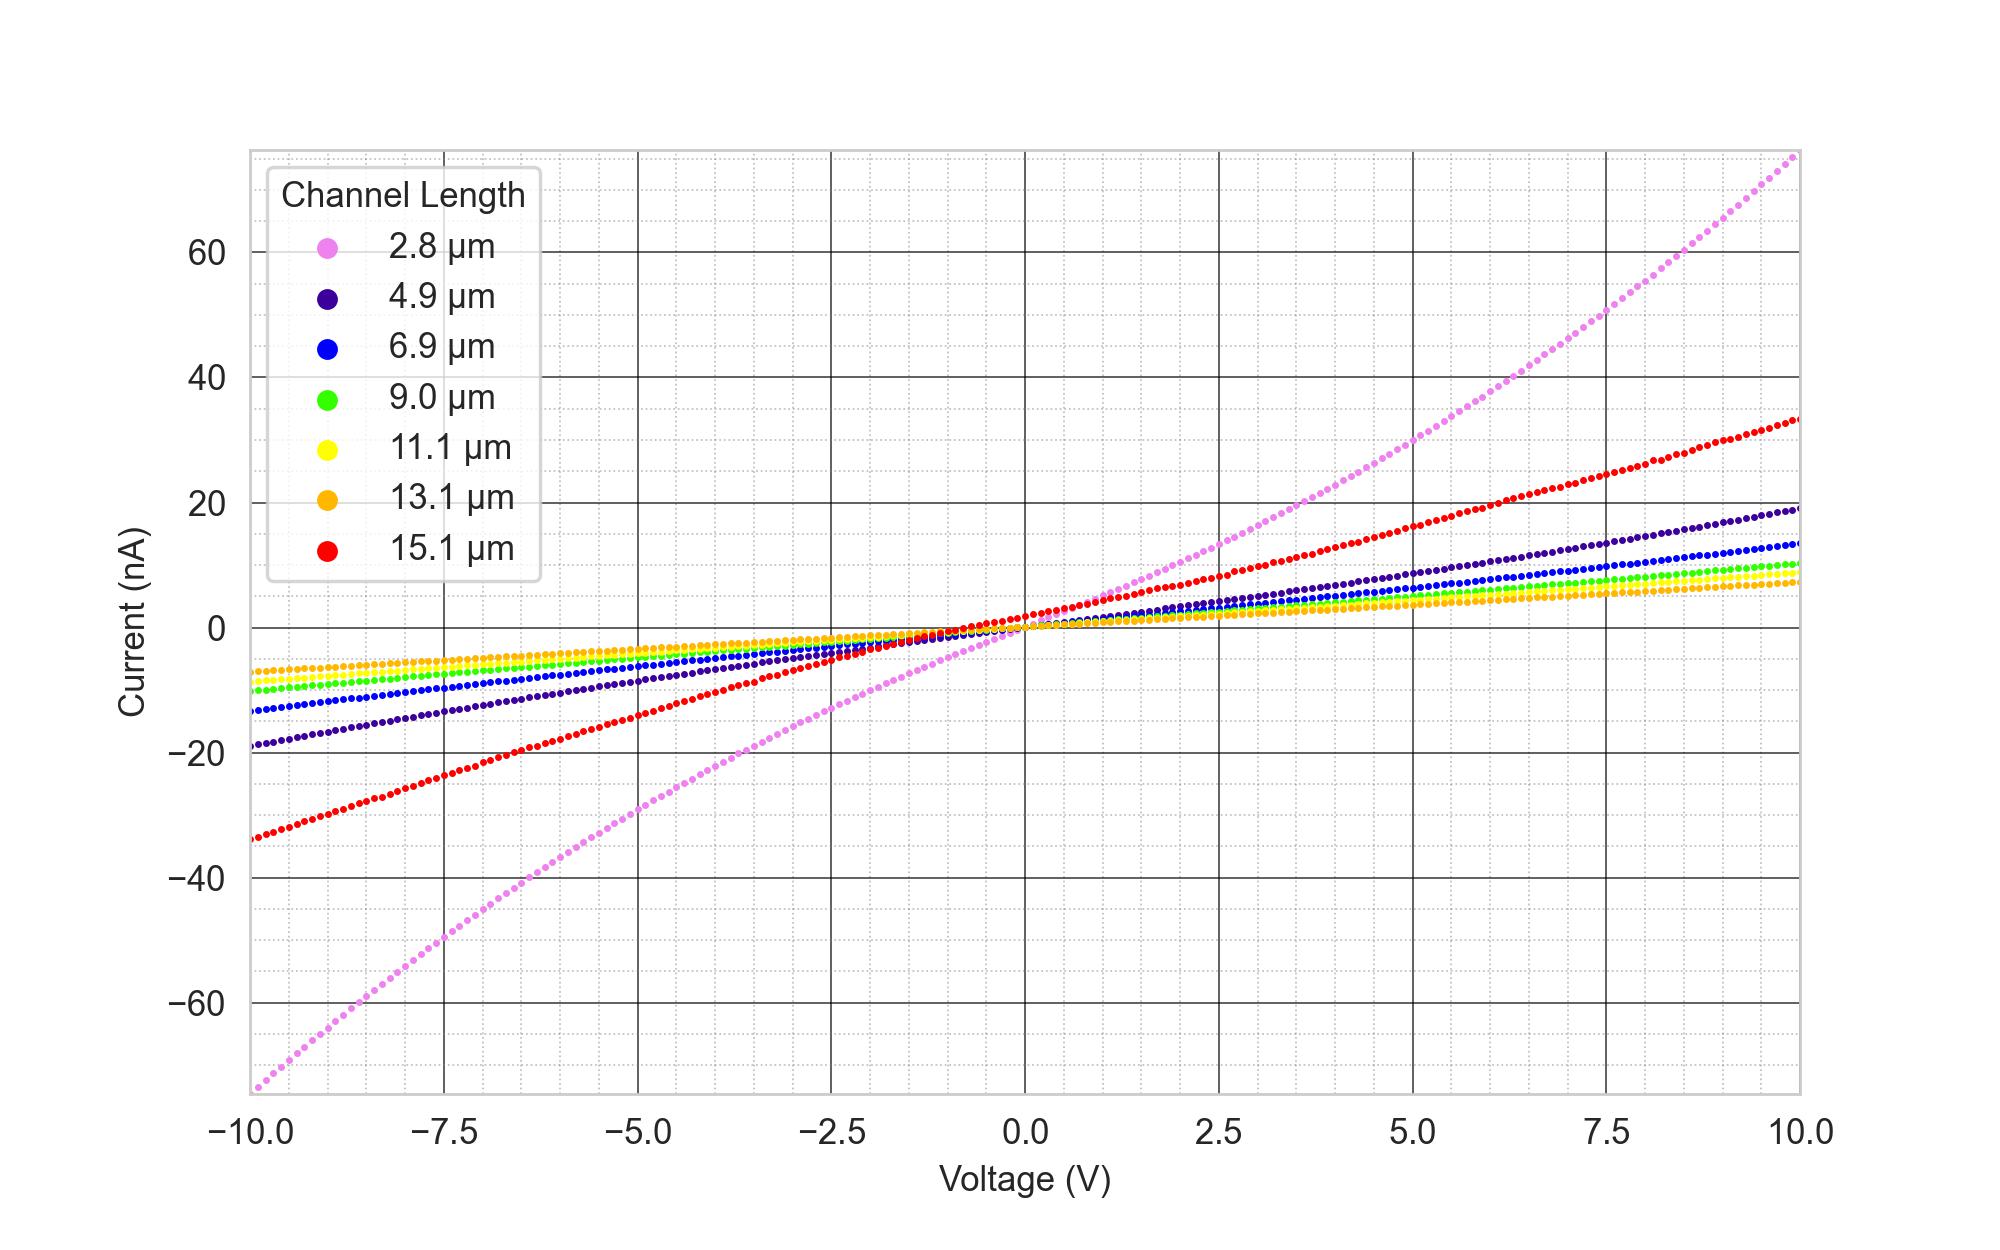 Channel Length
2.8 µm
4.9 µm
6.9 µm
9.0 µm
11.1 µm
13.1 µm
15.1 µm
60
40
20
0
−20
−40
−60
Current (nA)
−10.0 −7.5 −5.0 −2.5 0.0 2.5 5.0 7.5 10.0
Voltage (V)